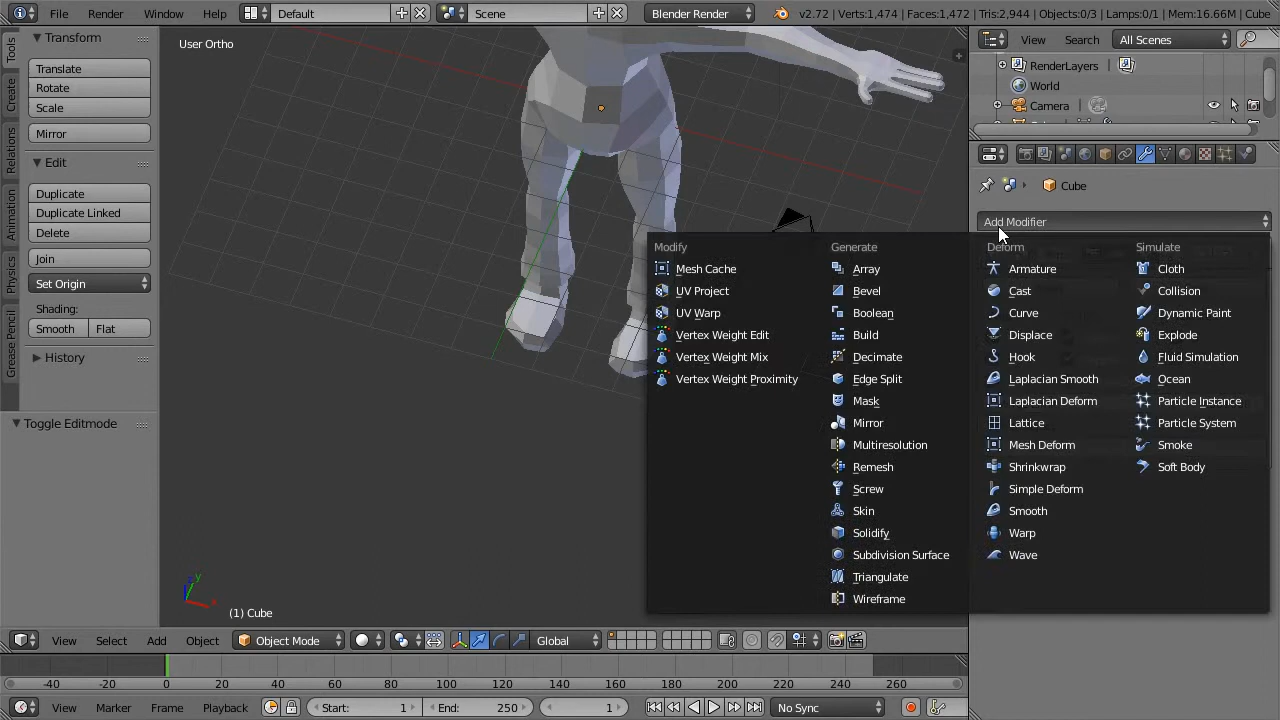 File Render Window Help Default Scene Blender Render v2.72 | Verts:1,474 | Faces:1,472 | Tris:2,944 | Objects:0/3 | Lamps:0/1 | Mem:16.66M | Cube
Tools
Create
Relations
Animation
Physics
Grease Pencil
Transform
Translate
Rotate
Scale
Mirror
Edit
Duplicate
Duplicate Linked
Delete
Join
Set Origin
Shading:
Smooth Flat
History
Toggle Editmode
User Ortho
(1) Cube
View Search All Scenes
RenderLayers
World
Camera
Cube
Add Modifier
Modify
Mesh Cache
UV Project
UV Warp
Vertex Weight Edit
Vertex Weight Mix
Vertex Weight Proximity
Generate
Array
Bevel
Boolean
Build
Decimate
Edge Split
Mask
Mirror
Multiresolution
Remesh
Screw
Skin
Solidify
Subdivision Surface
Triangulate
Wireframe
Deform
Armature
Cast
Curve
Displace
Hook
Laplacian Smooth
Laplacian Deform
Lattice
Mesh Deform
Shrinkwrap
Simple Deform
Smooth
Warp
Wave
Simulate
Cloth
Collision
Dynamic Paint
Explode
Fluid Simulation
Ocean
Particle Instance
Particle System
Smoke
Soft Body
View Select Add Object Object Mode Global
-40 -20 0 20 40 60 80 100 120 140 160 180 200 220 240 260
View Marker Frame Playback Start: 1 End: 250 1 No Sync